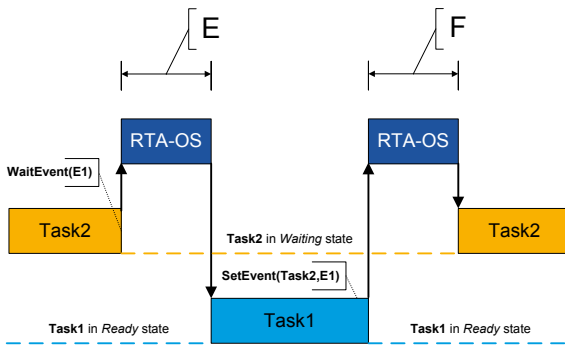 E
F
RTA-OS
RTA-OS
WaitEvent(E1)
Task2
Task2
Task2 in Waiting state
SetEvent(Task2,E1)
Task1
Task1 in Ready state
Task1 in Ready state